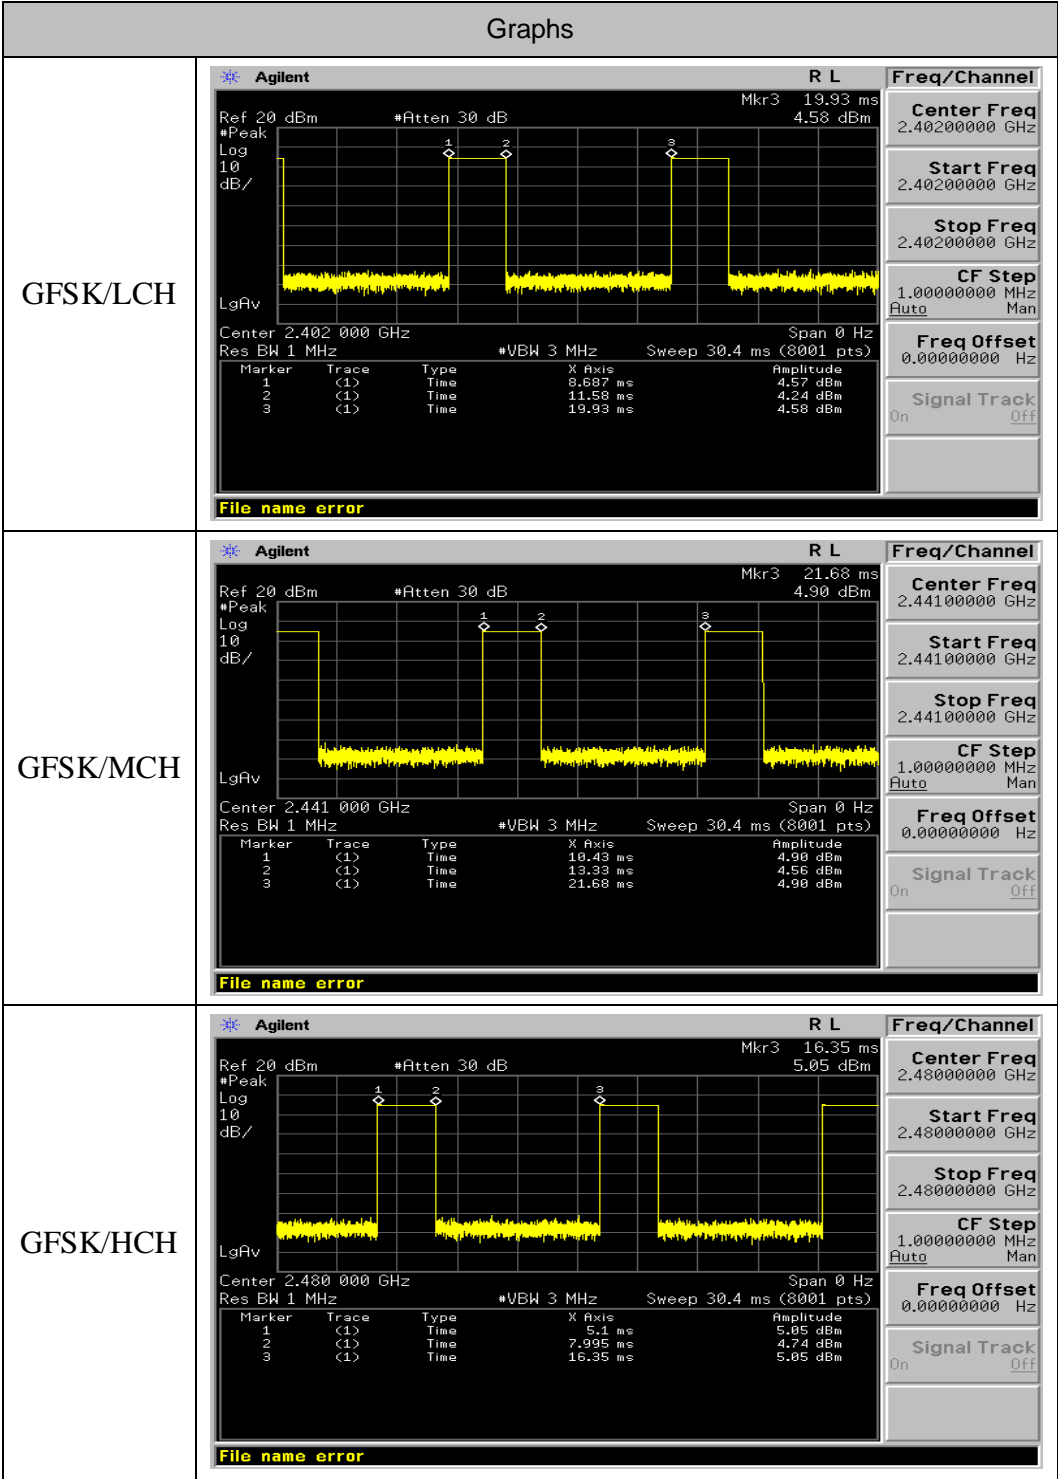 Graphs
GFSK/LCH
Agilent R L Freq/Channel
Mkr3 19.93 ms
Ref 20 dBm #Atten 30 dB 4.58 dBm
#Peak
Log
10
dB/
1 2 3
LgAv
Center 2.402 000 GHz Span 0 Hz
Res BW 1 MHz #VBW 3 MHz Sweep 30.4 ms (8001 pts)
Marker Trace Type X Axis Amplitude
1 (1) Time 8.687 ms 4.57 dBm
2 (1) Time 11.58 ms 4.24 dBm
3 (1) Time 19.93 ms 4.58 dBm
File name error
Center Freq
2.40200000 GHz
Start Freq
2.40200000 GHz
Stop Freq
2.40200000 GHz
CF Step
1.00000000 MHz
Auto Man
Freq Offset
0.00000000 Hz
Signal Track
On Off
GFSK/MCH
Agilent R L Freq/Channel
Mkr3 21.68 ms
Ref 20 dBm #Atten 30 dB 4.90 dBm
#Peak
Log
10
dB/
1 2 3
LgAv
Center 2.441 000 GHz Span 0 Hz
Res BW 1 MHz #VBW 3 MHz Sweep 30.4 ms (8001 pts)
Marker Trace Type X Axis Amplitude
1 (1) Time 10.43 ms 4.90 dBm
2 (1) Time 13.33 ms 4.56 dBm
3 (1) Time 21.68 ms 4.90 dBm
File name error
Center Freq
2.44100000 GHz
Start Freq
2.44100000 GHz
Stop Freq
2.44100000 GHz
CF Step
1.00000000 MHz
Auto Man
Freq Offset
0.00000000 Hz
Signal Track
On Off
GFSK/HCH
Agilent R L Freq/Channel
Mkr3 16.35 ms
Ref 20 dBm #Atten 30 dB 5.05 dBm
#Peak
Log
10
dB/
1 2 3
LgAv
Center 2.480 000 GHz Span 0 Hz
Res BW 1 MHz #VBW 3 MHz Sweep 30.4 ms (8001 pts)
Marker Trace Type X Axis Amplitude
1 (1) Time 5.1 ms 5.05 dBm
2 (1) Time 7.995 ms 4.74 dBm
3 (1) Time 16.35 ms 5.05 dBm
File name error
Center Freq
2.48000000 GHz
Start Freq
2.48000000 GHz
Stop Freq
2.48000000 GHz
CF Step
1.00000000 MHz
Auto Man
Freq Offset
0.00000000 Hz
Signal Track
On Off